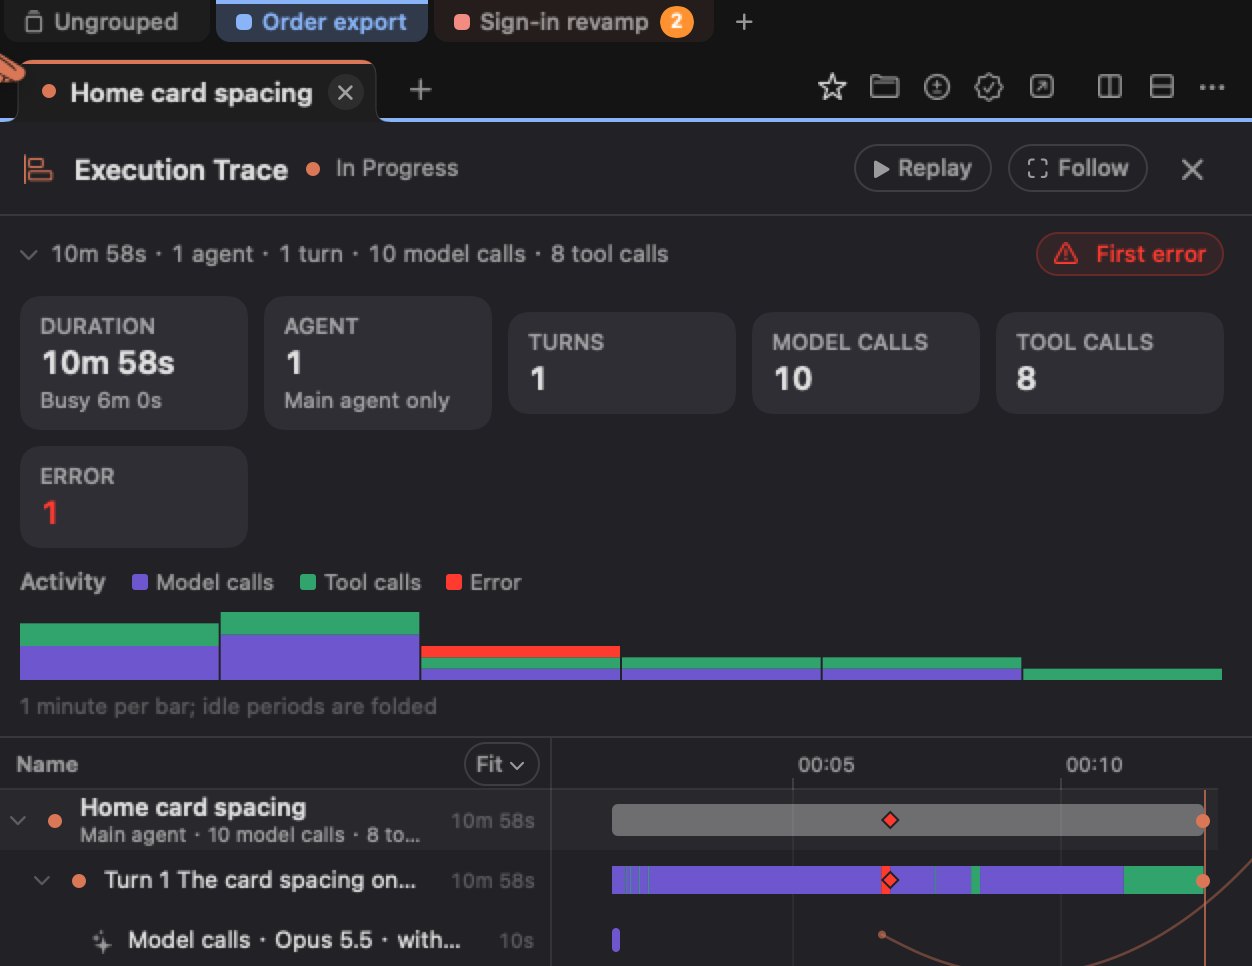 Ungrouped
Order export
Sign-in revamp 2
Home card spacing
Execution Trace
In Progress
Replay
Follow
10m 58s · 1 agent · 1 turn · 10 model calls · 8 tool calls
First error
DURATION
10m 58s
Busy 6m 0s
AGENT
1
Main agent only
TURNS
1
MODEL CALLS
10
TOOL CALLS
8
ERROR
1
Activity
Model calls
Tool calls
Error
1 minute per bar; idle periods are folded
Name
Fit
00:05
00:10
Home card spacing
Main agent · 10 model calls · 8 to...
10m 58s
Turn 1 The card spacing on...
10m 58s
Model calls · Opus 5.5 · with...
10s